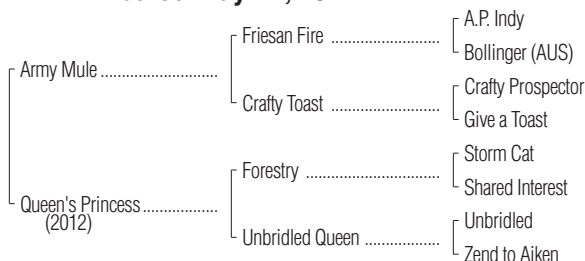 A.P. Indy
Friesan Fire
Bollinger (AUS)
Army Mule
Crafty Prospector
Crafty Toast
Give a Toast
Storm Cat
Forestry
Shared Interest
Queen's Princess
(2012)
Unbridled
Unbridled Queen
Zend to Aiken